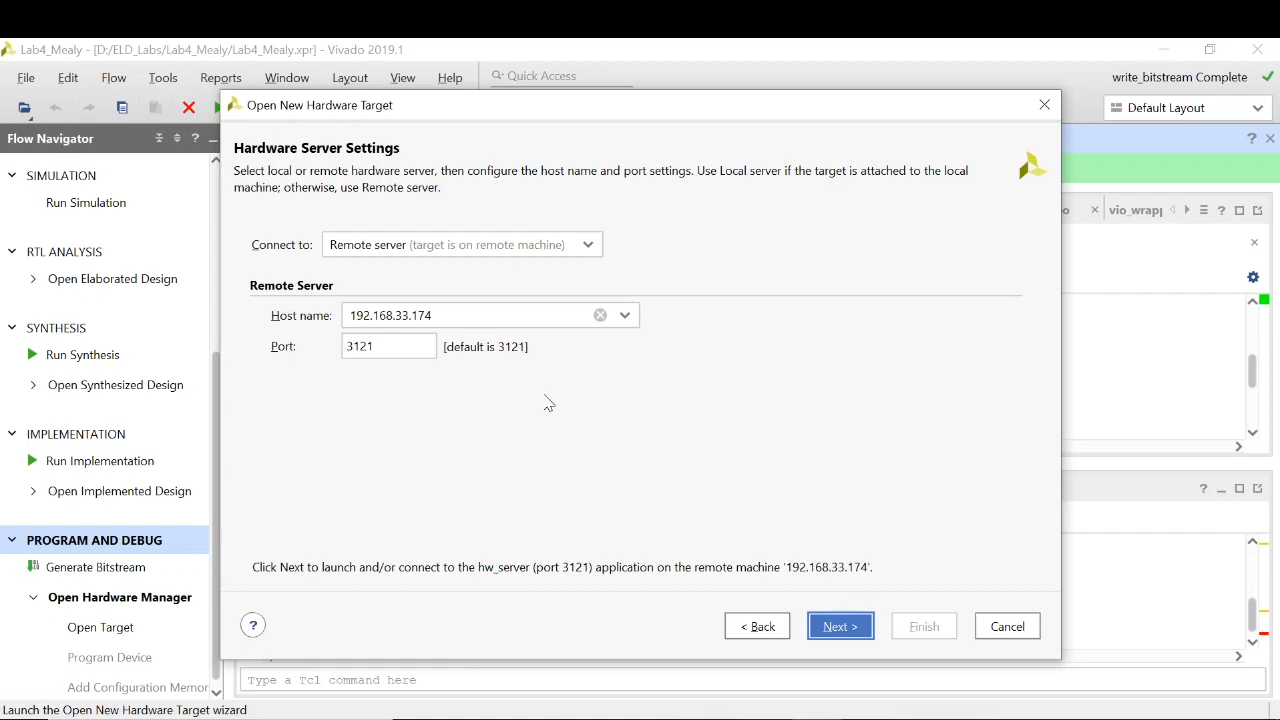 Lab4_Mealy - [D:/ELD_Labs/Lab4_Mealy/Lab4_Mealy.xpr] - Vivado 2019.1
File Edit Flow Tools Reports Window Layout View Help Quick Access
write_bitstream Complete
Default Layout
Flow Navigator
SIMULATION
Run Simulation
RTL ANALYSIS
Open Elaborated Design
SYNTHESIS
Run Synthesis
Open Synthesized Design
IMPLEMENTATION
Run Implementation
Open Implemented Design
PROGRAM AND DEBUG
Generate Bitstream
Open Hardware Manager
Open Target
Program Device
Add Configuration Memor
Open New Hardware Target
Hardware Server Settings
Select local or remote hardware server, then configure the host name and port settings. Use Local server if the target is attached to the local
machine; otherwise, use Remote server.
Connect to: Remote server (target is on remote machine)
Remote Server
Host name: 192.168.33.174
Port: 3121 [default is 3121]
Click Next to launch and/or connect to the hw_server (port 3121) application on the remote machine '192.168.33.174'.
? < Back Next > Finish Cancel
vio_wrapp
Type a Tcl command here
Launch the Open New Hardware Target wizard